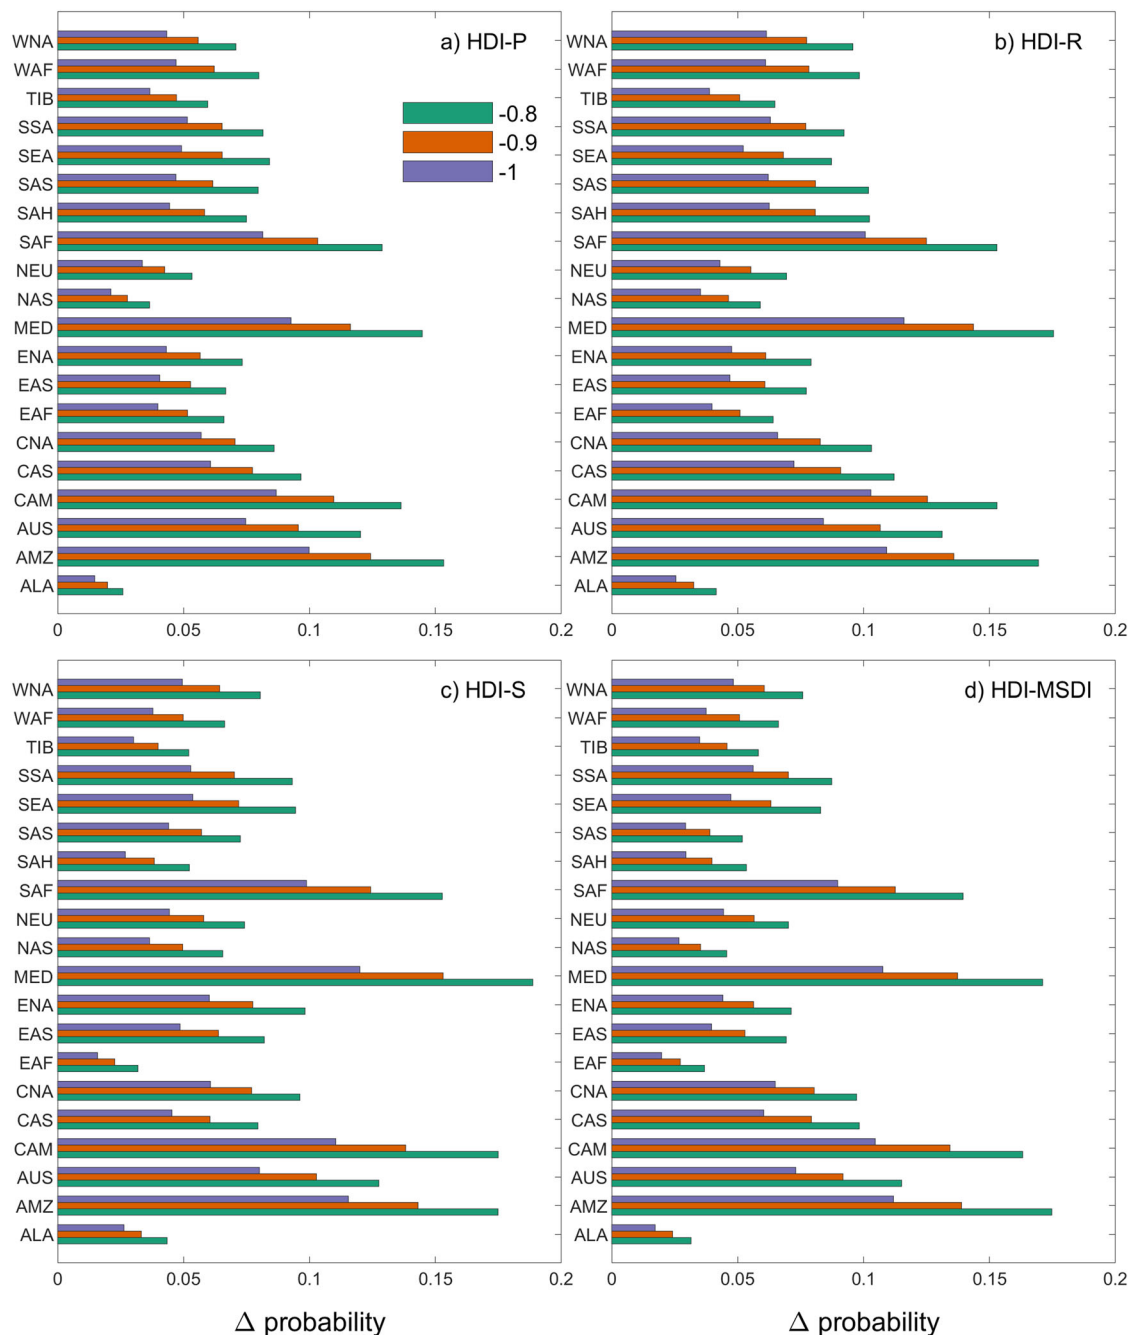 a) HDI-P
WNA
WAF
TIB
SSA
SEA
SAS
SAH
SAF
NEU
NAS
MED
ENA
EAS
EAF
CNA
CAS
CAM
AUS
AMZ
ALA
-0.8
-0.9
-1
0 0.05 0.1 0.15 0.2
b) HDI-R
WNA
WAF
TIB
SSA
SEA
SAS
SAH
SAF
NEU
NAS
MED
ENA
EAS
EAF
CNA
CAS
CAM
AUS
AMZ
ALA
0 0.05 0.1 0.15 0.2
c) HDI-S
WNA
WAF
TIB
SSA
SEA
SAS
SAH
SAF
NEU
NAS
MED
ENA
EAS
EAF
CNA
CAS
CAM
AUS
AMZ
ALA
0 0.05 0.1 0.15 0.2
Δ probability
d) HDI-MSDI
WNA
WAF
TIB
SSA
SEA
SAS
SAH
SAF
NEU
NAS
MED
ENA
EAS
EAF
CNA
CAS
CAM
AUS
AMZ
ALA
0 0.05 0.1 0.15 0.2
Δ probability